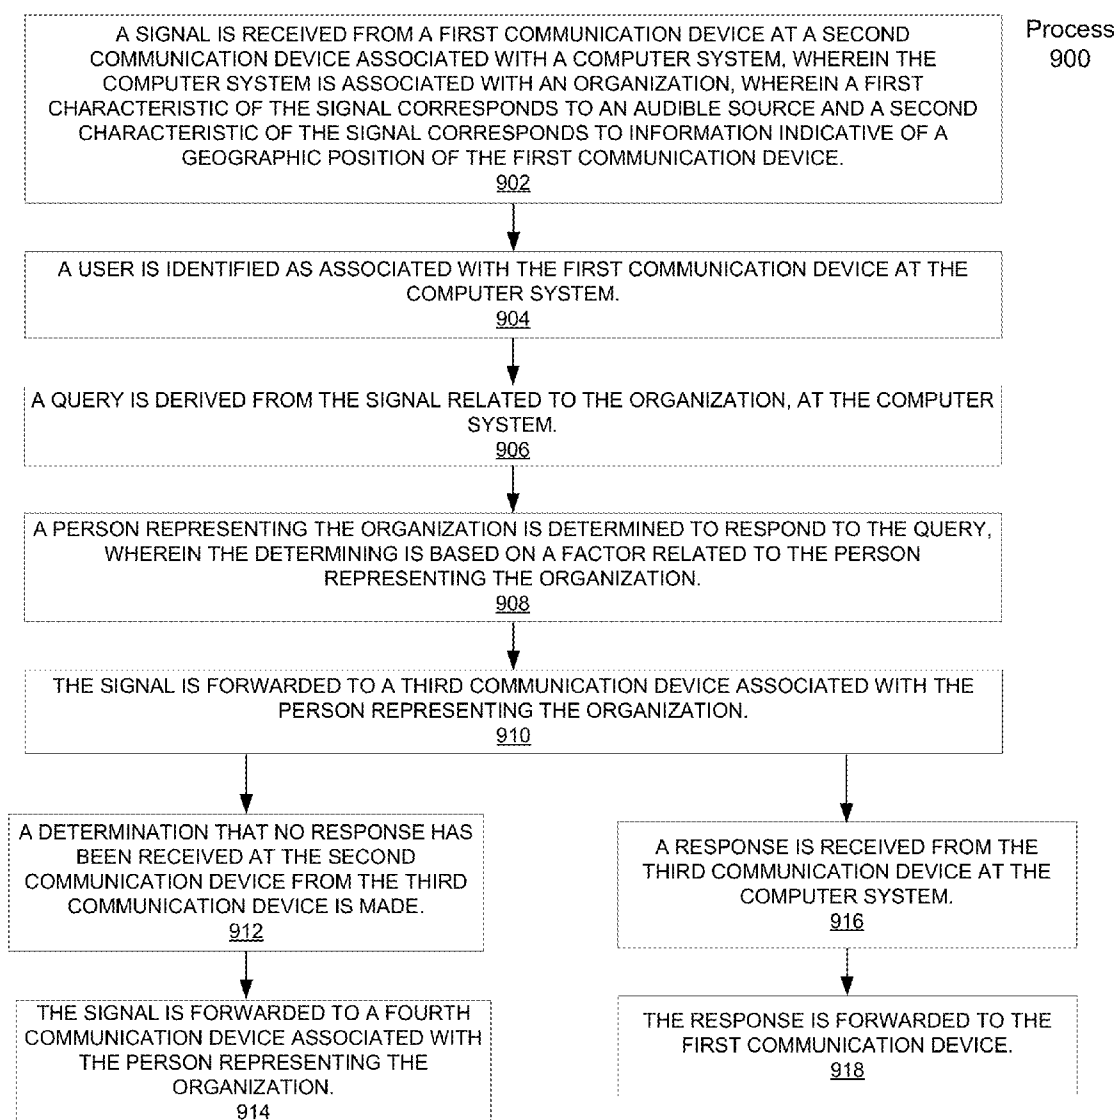 Process
900
A SIGNAL IS RECEIVED FROM A FIRST COMMUNICATION DEVICE AT A SECOND
COMMUNICATION DEVICE ASSOCIATED WITH A COMPUTER SYSTEM, WHEREIN THE
COMPUTER SYSTEM IS ASSOCIATED WITH AN ORGANIZATION, WHEREIN A FIRST
CHARACTERISTIC OF THE SIGNAL CORRESPONDS TO AN AUDIBLE SOURCE AND A SECOND
CHARACTERISTIC OF THE SIGNAL CORRESPONDS TO INFORMATION INDICATIVE OF A
GEOGRAPHIC POSITION OF THE FIRST COMMUNICATION DEVICE.
902
A USER IS IDENTIFIED AS ASSOCIATED WITH THE FIRST COMMUNICATION DEVICE AT THE
COMPUTER SYSTEM.
904
A QUERY IS DERIVED FROM THE SIGNAL RELATED TO THE ORGANIZATION, AT THE COMPUTER
SYSTEM.
906
A PERSON REPRESENTING THE ORGANIZATION IS DETERMINED TO RESPOND TO THE QUERY,
WHEREIN THE DETERMINING IS BASED ON A FACTOR RELATED TO THE PERSON
REPRESENTING THE ORGANIZATION.
908
THE SIGNAL IS FORWARDED TO A THIRD COMMUNICATION DEVICE ASSOCIATED WITH THE
PERSON REPRESENTING THE ORGANIZATION.
910
A DETERMINATION THAT NO RESPONSE HAS
BEEN RECEIVED AT THE SECOND
COMMUNICATION DEVICE FROM THE THIRD
COMMUNICATION DEVICE IS MADE.
912
THE SIGNAL IS FORWARDED TO A FOURTH
COMMUNICATION DEVICE ASSOCIATED WITH
THE PERSON REPRESENTING THE
ORGANIZATION.
914
A RESPONSE IS RECEIVED FROM THE
THIRD COMMUNICATION DEVICE AT THE
COMPUTER SYSTEM.
916
THE RESPONSE IS FORWARDED TO THE
FIRST COMMUNICATION DEVICE.
918